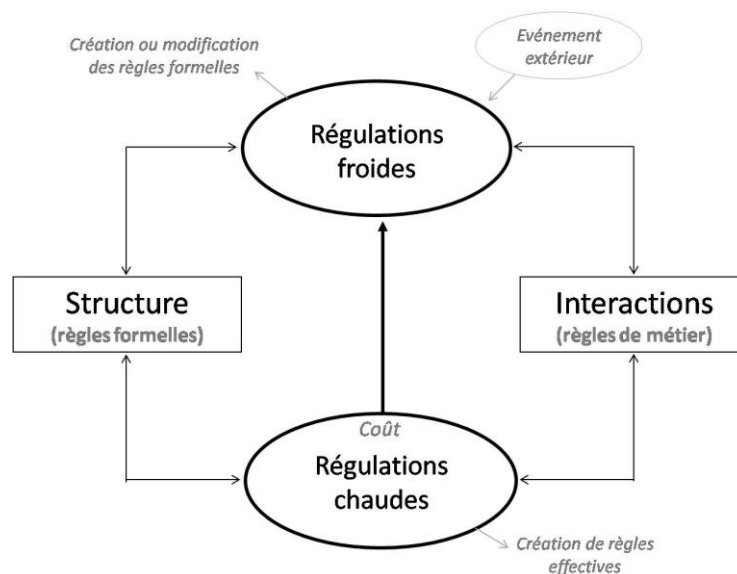 Création ou modification
des règles formelles
Evénement
extérieur
Régulations
froides
Structure
(règles formelles)
Interactions
(règles de métier)
Coût
Régulations
chaudes
Création de règles
effectives